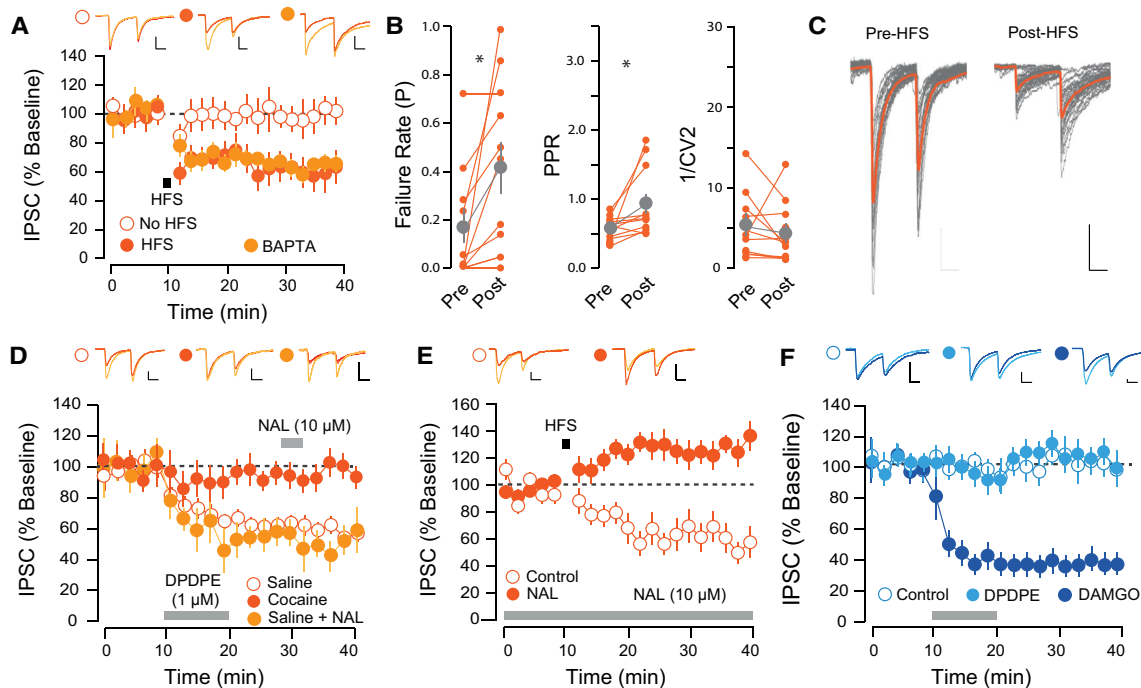 A
IPSC (% Baseline)
140
120
100
80
60
40
20
0
HFS
No HFS
HFS
BAPTA
0
10
20
30
40
Time (min)
B
Failure Rate (P)
1.0
0.8
0.6
0.4
0.2
0.0
*
Pre
Post
PPR
3.0
2.0
1.0
0.0
*
Pre
Post
1/CV2
30
20
10
0
Pre
Post
C
Pre-HFS
Post-HFS
D
IPSC (% Baseline)
140
120
100
80
60
40
20
0
NAL (10 µM)
DPDPE
(1 µM)
Saline
Cocaine
Saline + NAL
0
10
20
30
40
Time (min)
E
IPSC (% Baseline)
160
140
120
100
80
60
40
20
0
HFS
Control
NAL
NAL (10 µM)
0
10
20
30
40
Time (min)
F
IPSC (% Baseline)
140
120
100
80
60
40
20
0
Control
DPDPE
DAMGO
0
10
20
30
40
Time (min)